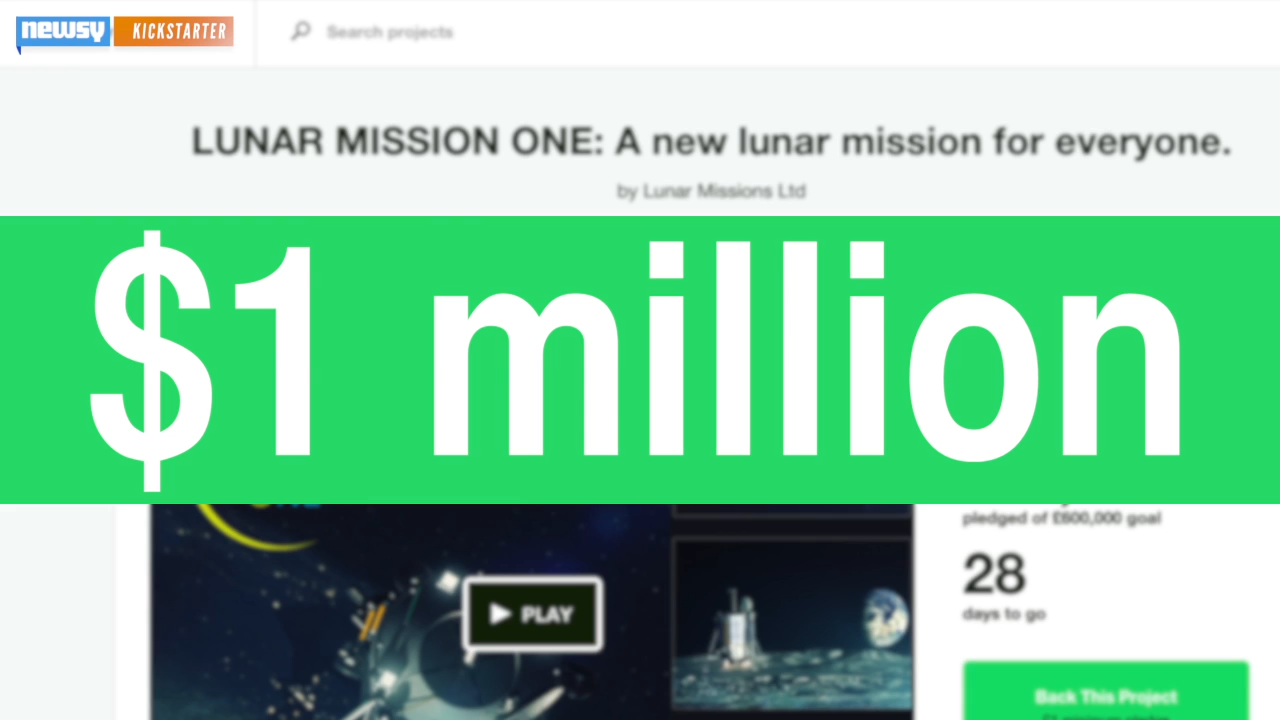 newsy KICKSTARTER
Search projects
LUNAR MISSION ONE: A new lunar mission for everyone.
by Lunar Missions Ltd
$1 million
pledged of £600,000 goal
PLAY
28
days to go
Back This Project